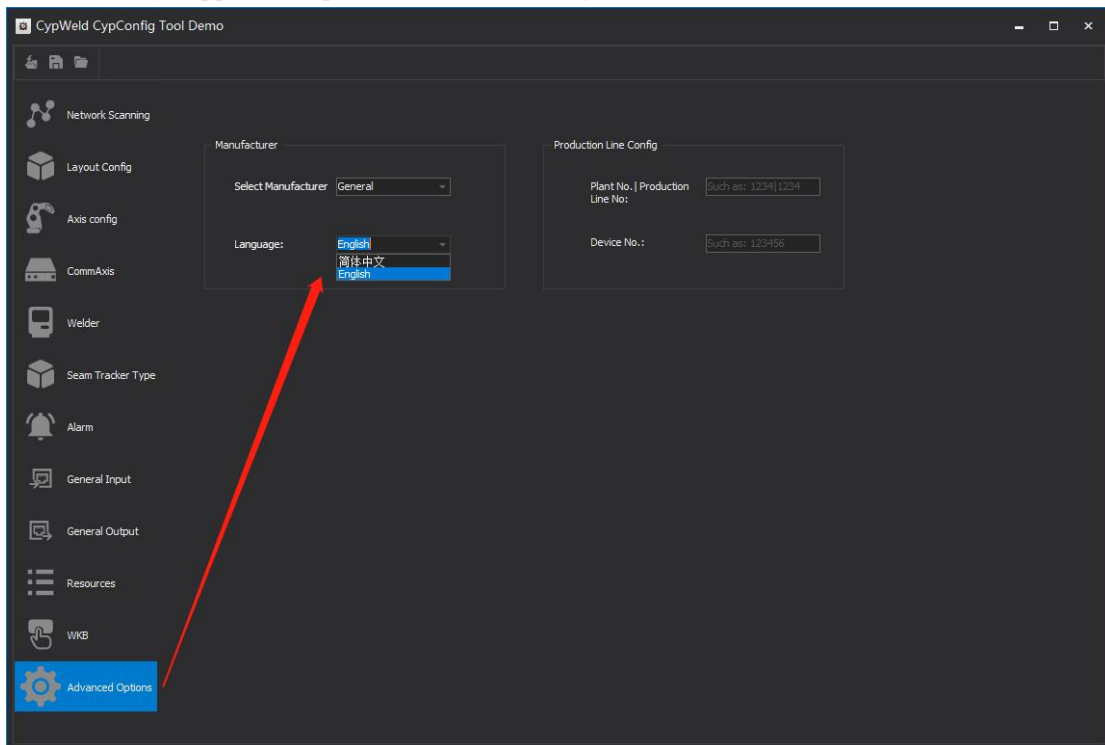 CypWeld CypConfig Tool Demo
Network Scanning
Layout Config
Axis config
CommAxis
Welder
Seam Tracker Type
Alarm
General Input
General Output
Resources
WKB
Advanced Options
Manufacturer
Select Manufacturer General
Language: English
简体中文
English
Production Line Config
Plant No. | Production Such as: 1234|1234
Line No:
Device No.: Such as: 123456